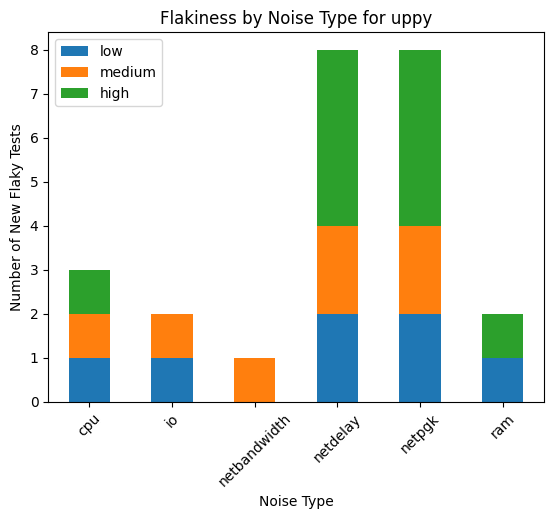 Flakiness by Noise Type for uppy
low
medium
high
Number of New Flaky Tests
8
7
6
5
4
3
2
1
0
cpu
io
netbandwidth
netdelay
netpgk
ram
Noise Type